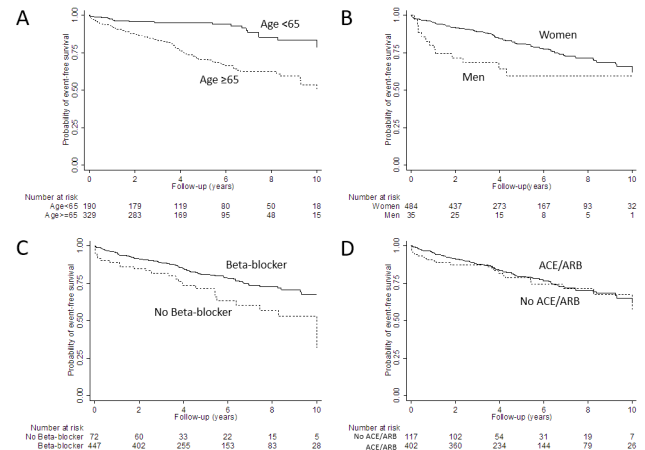 A
Probability of event-free survival
1.00
0.75
0.50
0.25
0.00
Age <65
Age ≥65
0 2 4 6 8 10
Follow-up (years)
Number at risk
Age<65 190 179 119 80 50 18
Age>=65 329 283 169 95 48 15
B
Probability of event-free survival
1.00
0.75
0.50
0.25
0.00
Women
Men
0 2 4 6 8 10
Follow-up (years)
Number at risk
Women 484 437 273 167 93 32
Men 35 25 15 8 5 1
C
Probability of event-free survival
1.00
0.75
0.50
0.25
0.00
Beta-blocker
No Beta-blocker
0 2 4 6 8 10
Follow-up (years)
Number at risk
No Beta-blocker 72 60 33 22 15 5
Beta-blocker 447 402 255 153 83 28
D
Probability of event-free survival
1.00
0.75
0.50
0.25
0.00
ACE/ARB
No ACE/ARB
0 2 4 6 8 10
Follow-up (years)
Number at risk
No ACE/ARB 117 102 54 31 19 7
ACE/ARB 402 360 234 144 79 26